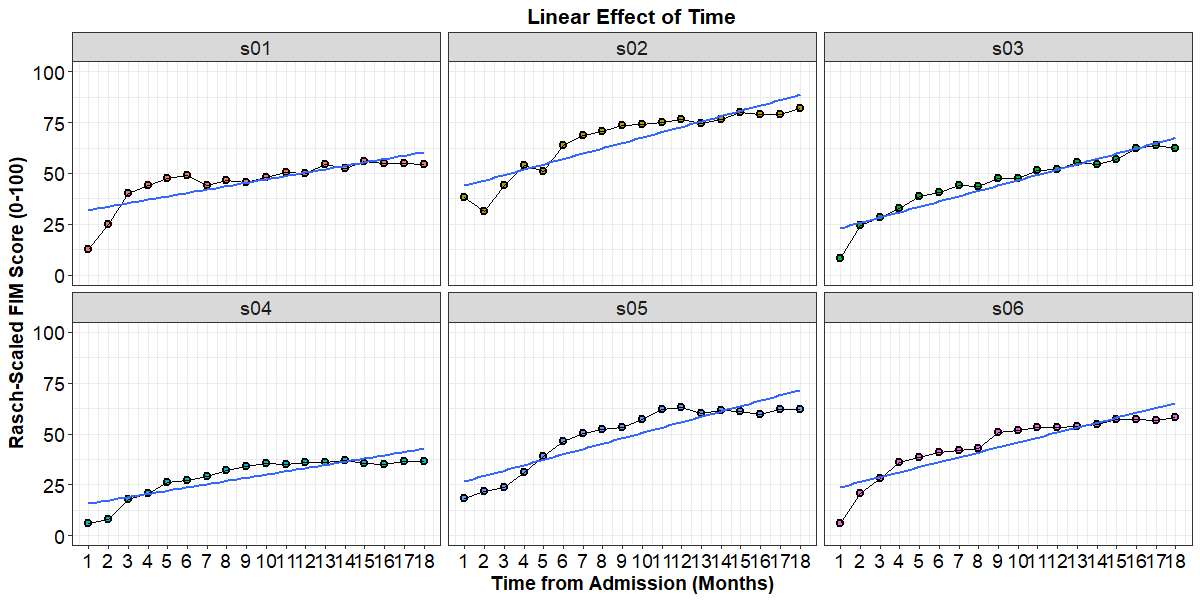 Linear Effect of Time
s01 s02 s03
100
75
50
25
0
s04 s05 s06
100
75
50
25
0
Rasch-Scaled FIM Score (0-100)
1 2 3 4 5 6 7 8 9 10 11 12 13 14 15 16 17 18 1 2 3 4 5 6 7 8 9 10 11 12 13 14 15 16 17 18 1 2 3 4 5 6 7 8 9 10 11 12 13 14 15 16 17 18
Time from Admission (Months)